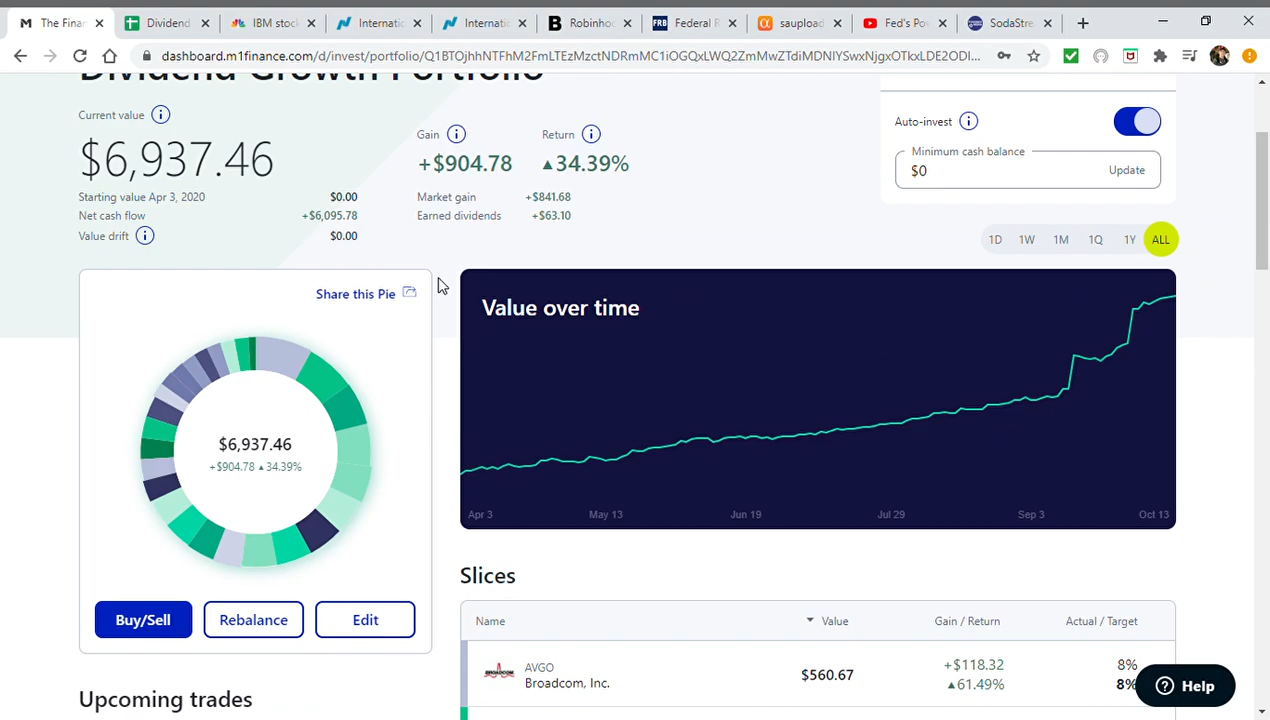 The Finan
Dividend
IBM stock
Internatio
Internatio
Robinhoo
Federal R
saupload
Fed's Pow
SodaStre
dashboard.m1finance.com/d/invest/portfolio/
Dividend Growth Portfolio
Current value
$6,937.46
Starting value Apr 3, 2020 $0.00
Net cash flow +$6,095.78
Value drift $0.00
Gain
+$904.78
Return
▲34.39%
Market gain +$841.68
Earned dividends +$63.10
Auto-invest
Minimum cash balance
$0 Update
1D 1W 1M 1Q 1Y ALL
Share this Pie
$6,937.46
+$904.78 ▲34.39%
Buy/Sell Rebalance Edit
Upcoming trades
Value over time
Apr 3 May 13 Jun 19 Jul 29 Sep 3 Oct 13
Slices
Name Value Gain / Return Actual / Target
AVGO
Broadcom, Inc.
$560.67
+$118.32
▲61.49%
8%
8%
Help